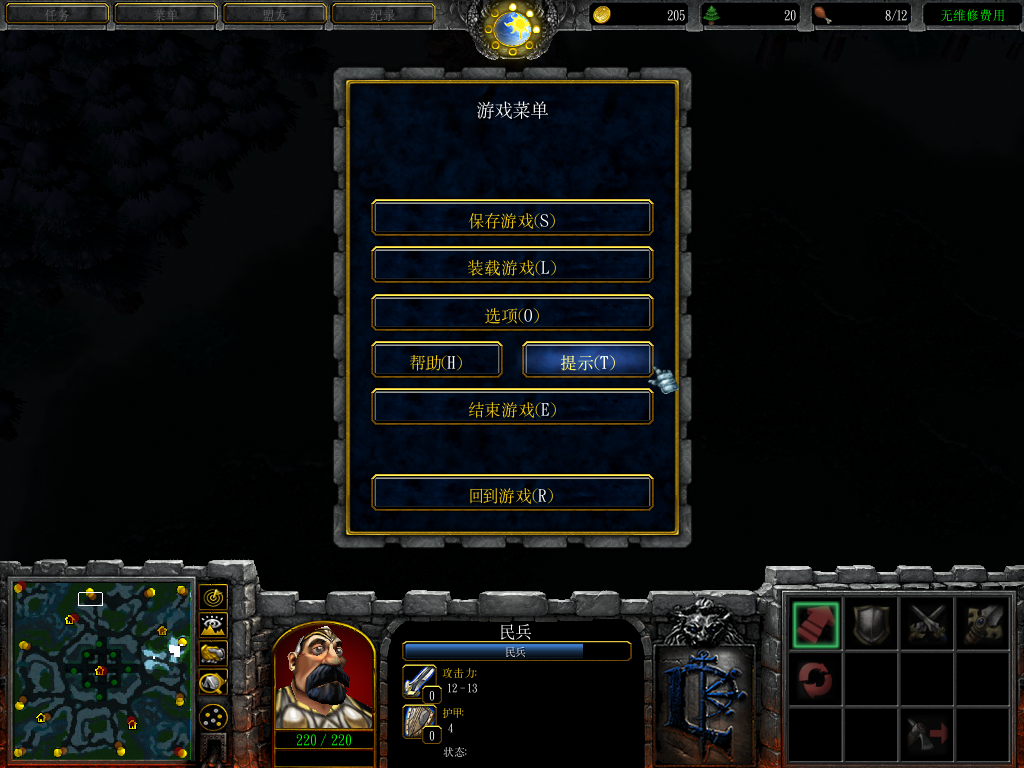 任务 菜单 盟友 纪录 205 20 8/12 无维修费用
游戏菜单
保存游戏(S)
装载游戏(L)
选项(O)
帮助(H) 提示(T)
结束游戏(E)
回到游戏(R)
民兵
民兵
攻击力:
12-13
0
护甲:
4
0
状态:
220 / 220